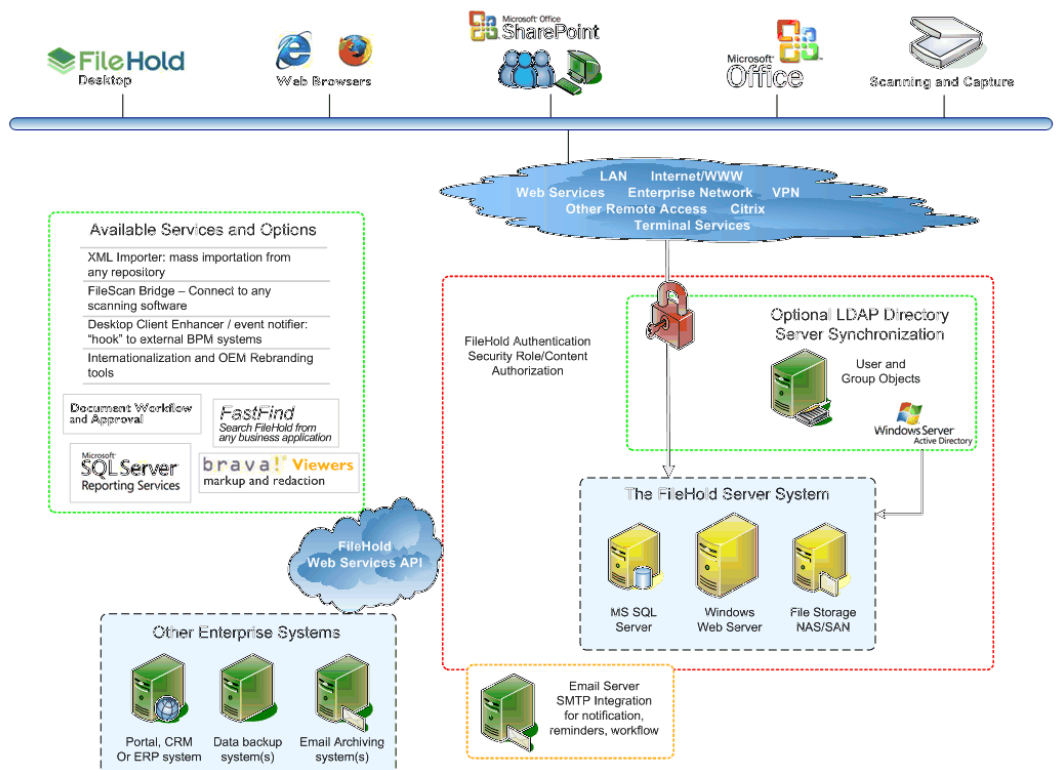 FileHold
Desktop
Web Browsers
Microsoft Office
SharePoint
Microsoft
Office
Scanning and Capture
LAN Internet/WWW
Web Services Enterprise Network VPN
Other Remote Access Citrix
Terminal Services
Available Services and Options
XML Importer: mass importation from
any repository
FileScan Bridge – Connect to any
scanning software
Desktop Client Enhancer / event notifier:
“hook” to external BPM systems
Internationalization and OEM Rebranding
tools
Document Workflow
and Approval
FastFind
Search FileHold from
any business application
Microsoft
SQL Server
Reporting Services
brava! Viewers
markup and redaction
FileHold Authentication
Security Role/Content
Authorization
Optional LDAP Directory
Server Synchronization
User and
Group Objects
Windows Server
Active Directory
The FileHold Server System
MS SQL
Server
Windows
Web Server
File Storage
NAS/SAN
FileHold
Web Services API
Other Enterprise Systems
Portal, CRM
Or ERP system
Data backup
system(s)
Email Archiving
system(s)
Email Server
SMTP Integration
for notification,
reminders, workflow